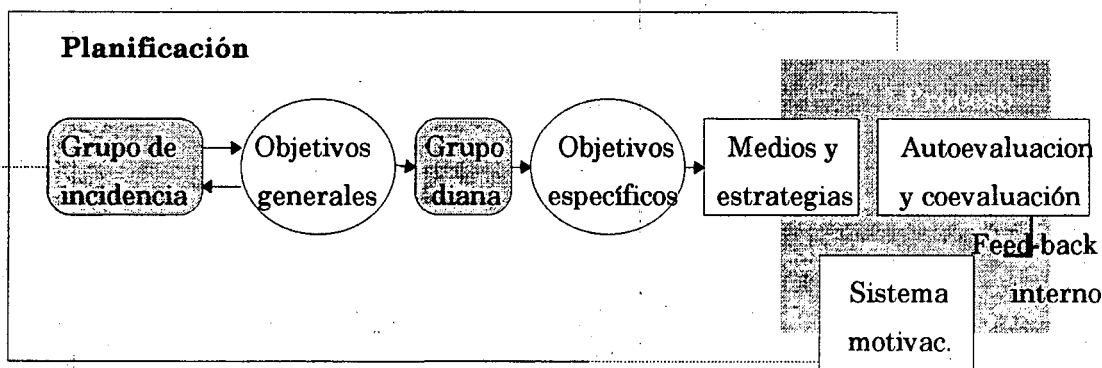 Planificación
Proceso
Grupo de
incidencia
Objetivos
generales
Grupo
diana
Objetivos
específicos
Medios y
estrategias
Autoevaluacion
y coevaluación
Feed-back
interno
Sistema
motivac.